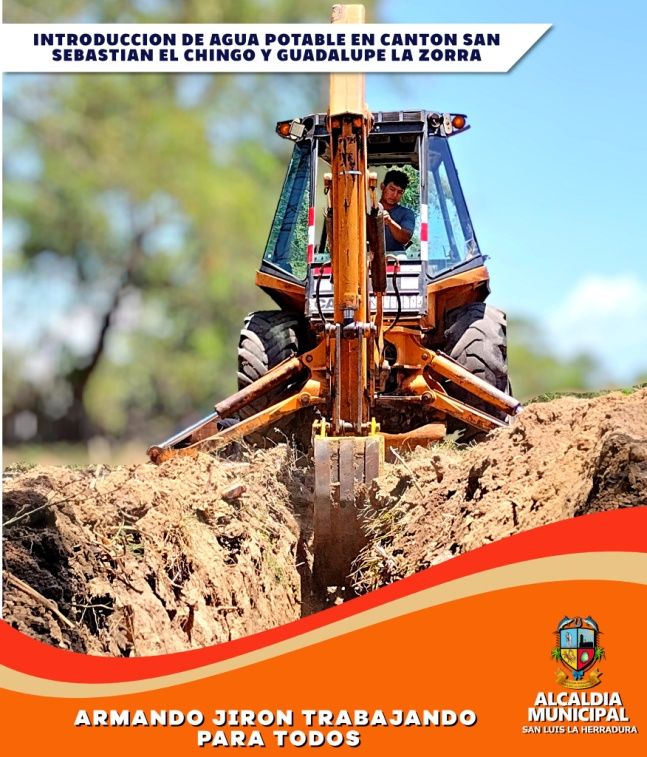 INTRODUCCION DE AGUA POTABLE EN CANTON SAN
SEBASTIAN EL CHINGO Y GUADALUPE LA ZORRA
ARMANDO JIRON TRABAJANDO
PARA TODOS
ALCALDIA
MUNICIPAL
SAN LUIS LA HERRADURA